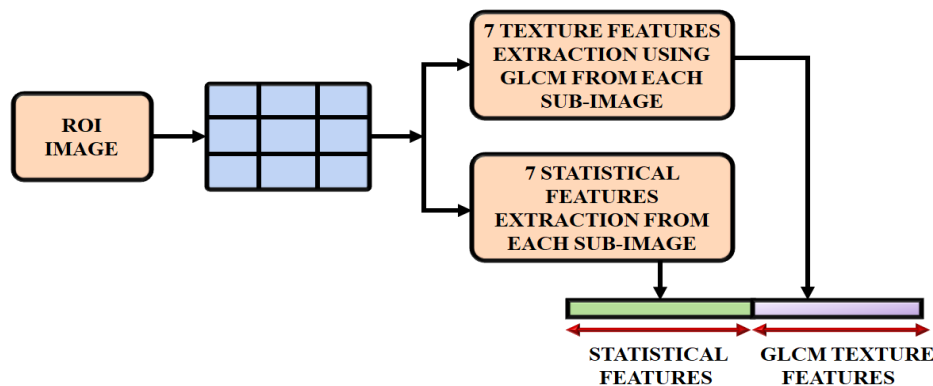 ROI
IMAGE
7 TEXTURE FEATURES
EXTRACTION USING
GLCM FROM EACH
SUB-IMAGE
7 STATISTICAL
FEATURES
EXTRACTION FROM
EACH SUB-IMAGE
STATISTICAL
FEATURES
GLCM TEXTURE
FEATURES